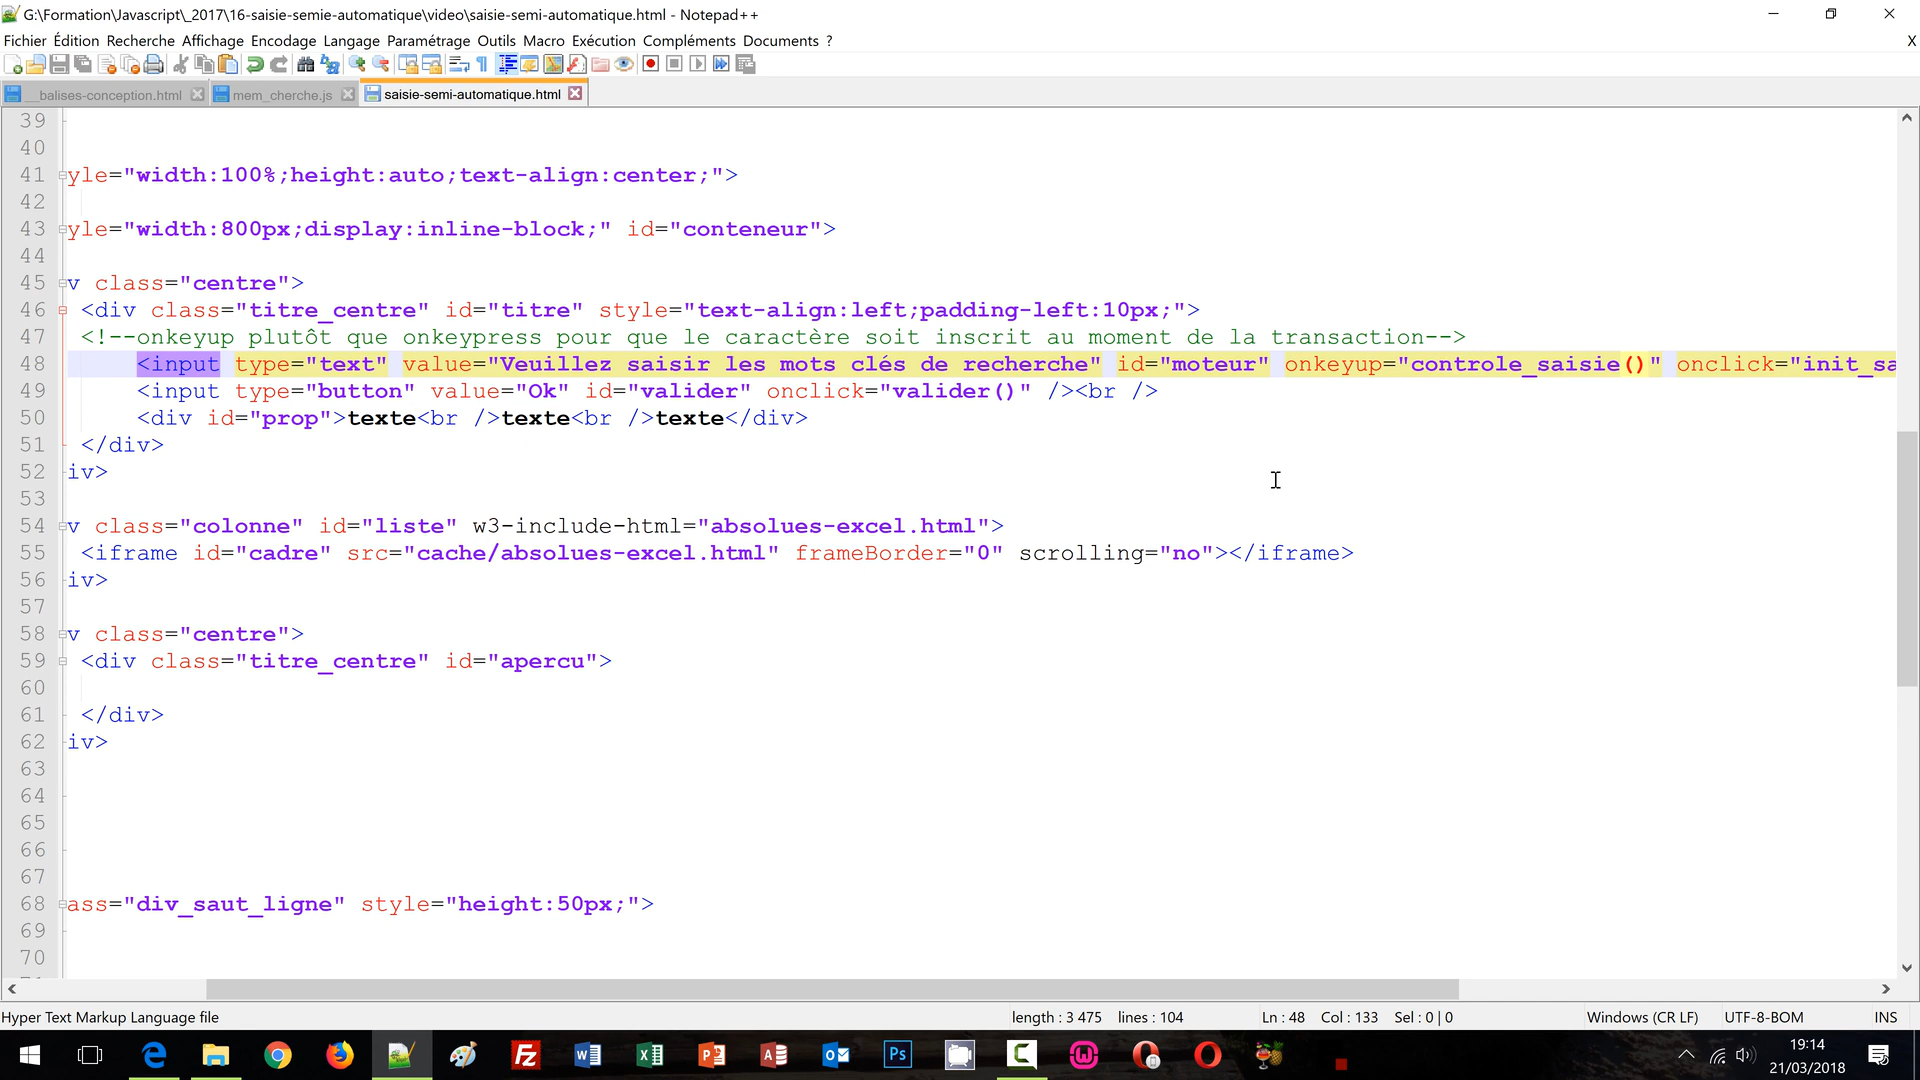 G:\Formation\Javascript\_2017\16-saisie-semie-automatique\video\saisie-semi-automatique.html - Notepad++
Fichier Édition Recherche Affichage Encodage Langage Paramétrage Outils Macro Exécution Compléments Documents ? X
__balises-conception.html mem_cherche.js saisie-semi-automatique.html
39
40
41 yle="width:100%;height:auto;text-align:center;">
42
43 yle="width:800px;display:inline-block;" id="conteneur">
44
45 v class="centre">
46 <div class="titre_centre" id="titre" style="text-align:left;padding-left:10px;">
47 <!--onkeyup plutôt que onkeypress pour que le caractère soit inscrit au moment de la transaction-->
48 <input type="text" value="Veuillez saisir les mots clés de recherche" id="moteur" onkeyup="controle_saisie()" onclick="init_sa
49 <input type="button" value="Ok" id="valider" onclick="valider()" /><br />
50 <div id="prop">texte<br />texte<br />texte</div>
51 </div>
52 iv>
53
54 v class="colonne" id="liste" w3-include-html="absolues-excel.html">
55 <iframe id="cadre" src="cache/absolues-excel.html" frameBorder="0" scrolling="no"></iframe>
56 iv>
57
58 v class="centre">
59 <div class="titre_centre" id="apercu">
60
61 </div>
62 iv>
63
64
65
66
67
68 ass="div_saut_ligne" style="height:50px;">
69
70
Hyper Text Markup Language file length : 3 475 lines : 104 Ln : 48 Col : 133 Sel : 0 | 0 Windows (CR LF) UTF-8-BOM INS
19:14
21/03/2018